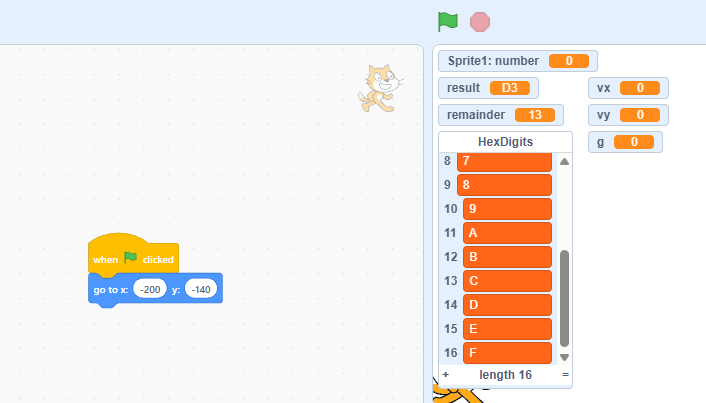 when clicked
go to x: -200 y: -140
Sprite1: number 0
result D3
remainder 13
vx 0
vy 0
g 0
HexDigits
8 7
9 8
10 9
11 A
12 B
13 C
14 D
15 E
16 F
+ length 16 =